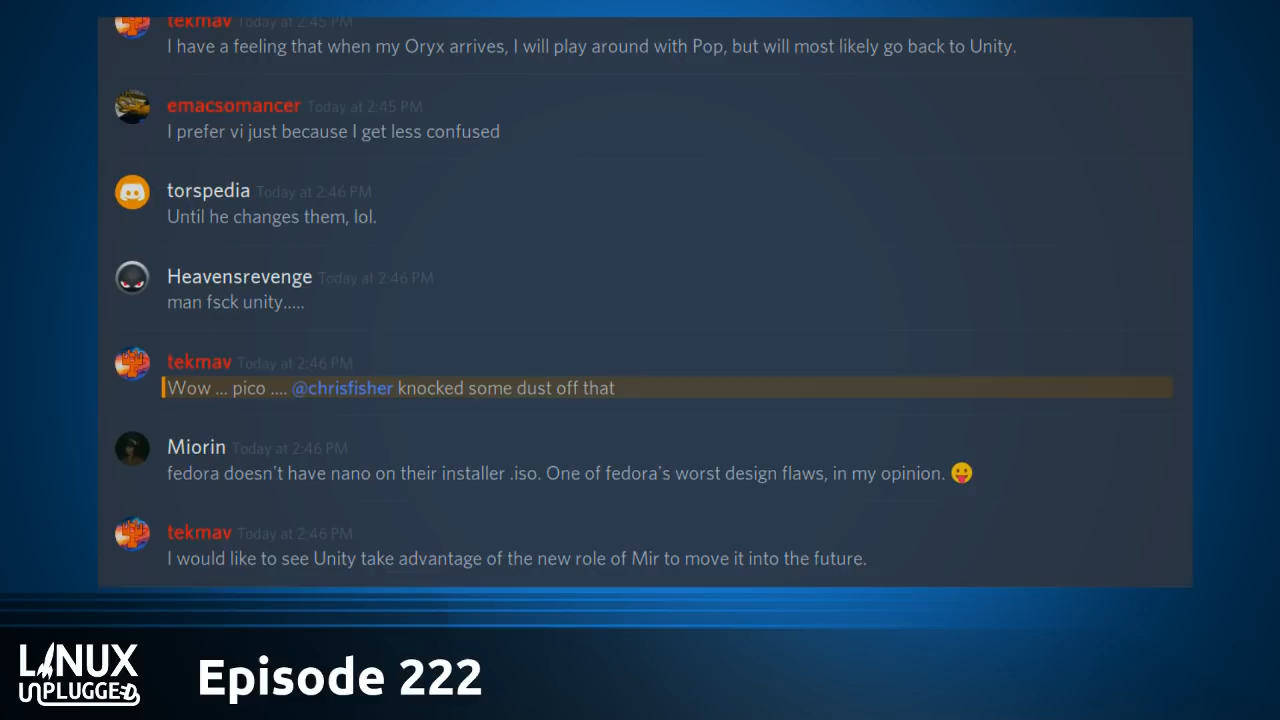 tekmav Today at 2:45 PM
I have a feeling that when my Oryx arrives, I will play around with Pop, but will most likely go back to Unity.
emacsomancer Today at 2:45 PM
I prefer vi just because I get less confused
torspedia Today at 2:46 PM
Until he changes them, lol.
Heavensrevenge Today at 2:46 PM
man fsck unity.....
tekmav Today at 2:46 PM
Wow ... pico .... @chrisfisher knocked some dust off that
Miorin Today at 2:46 PM
fedora doesn't have nano on their installer .iso. One of fedora's worst design flaws, in my opinion. 😛
tekmav Today at 2:46 PM
I would like to see Unity take advantage of the new role of Mir to move it into the future.
LINUX
UNPLUGGED
Episode 222